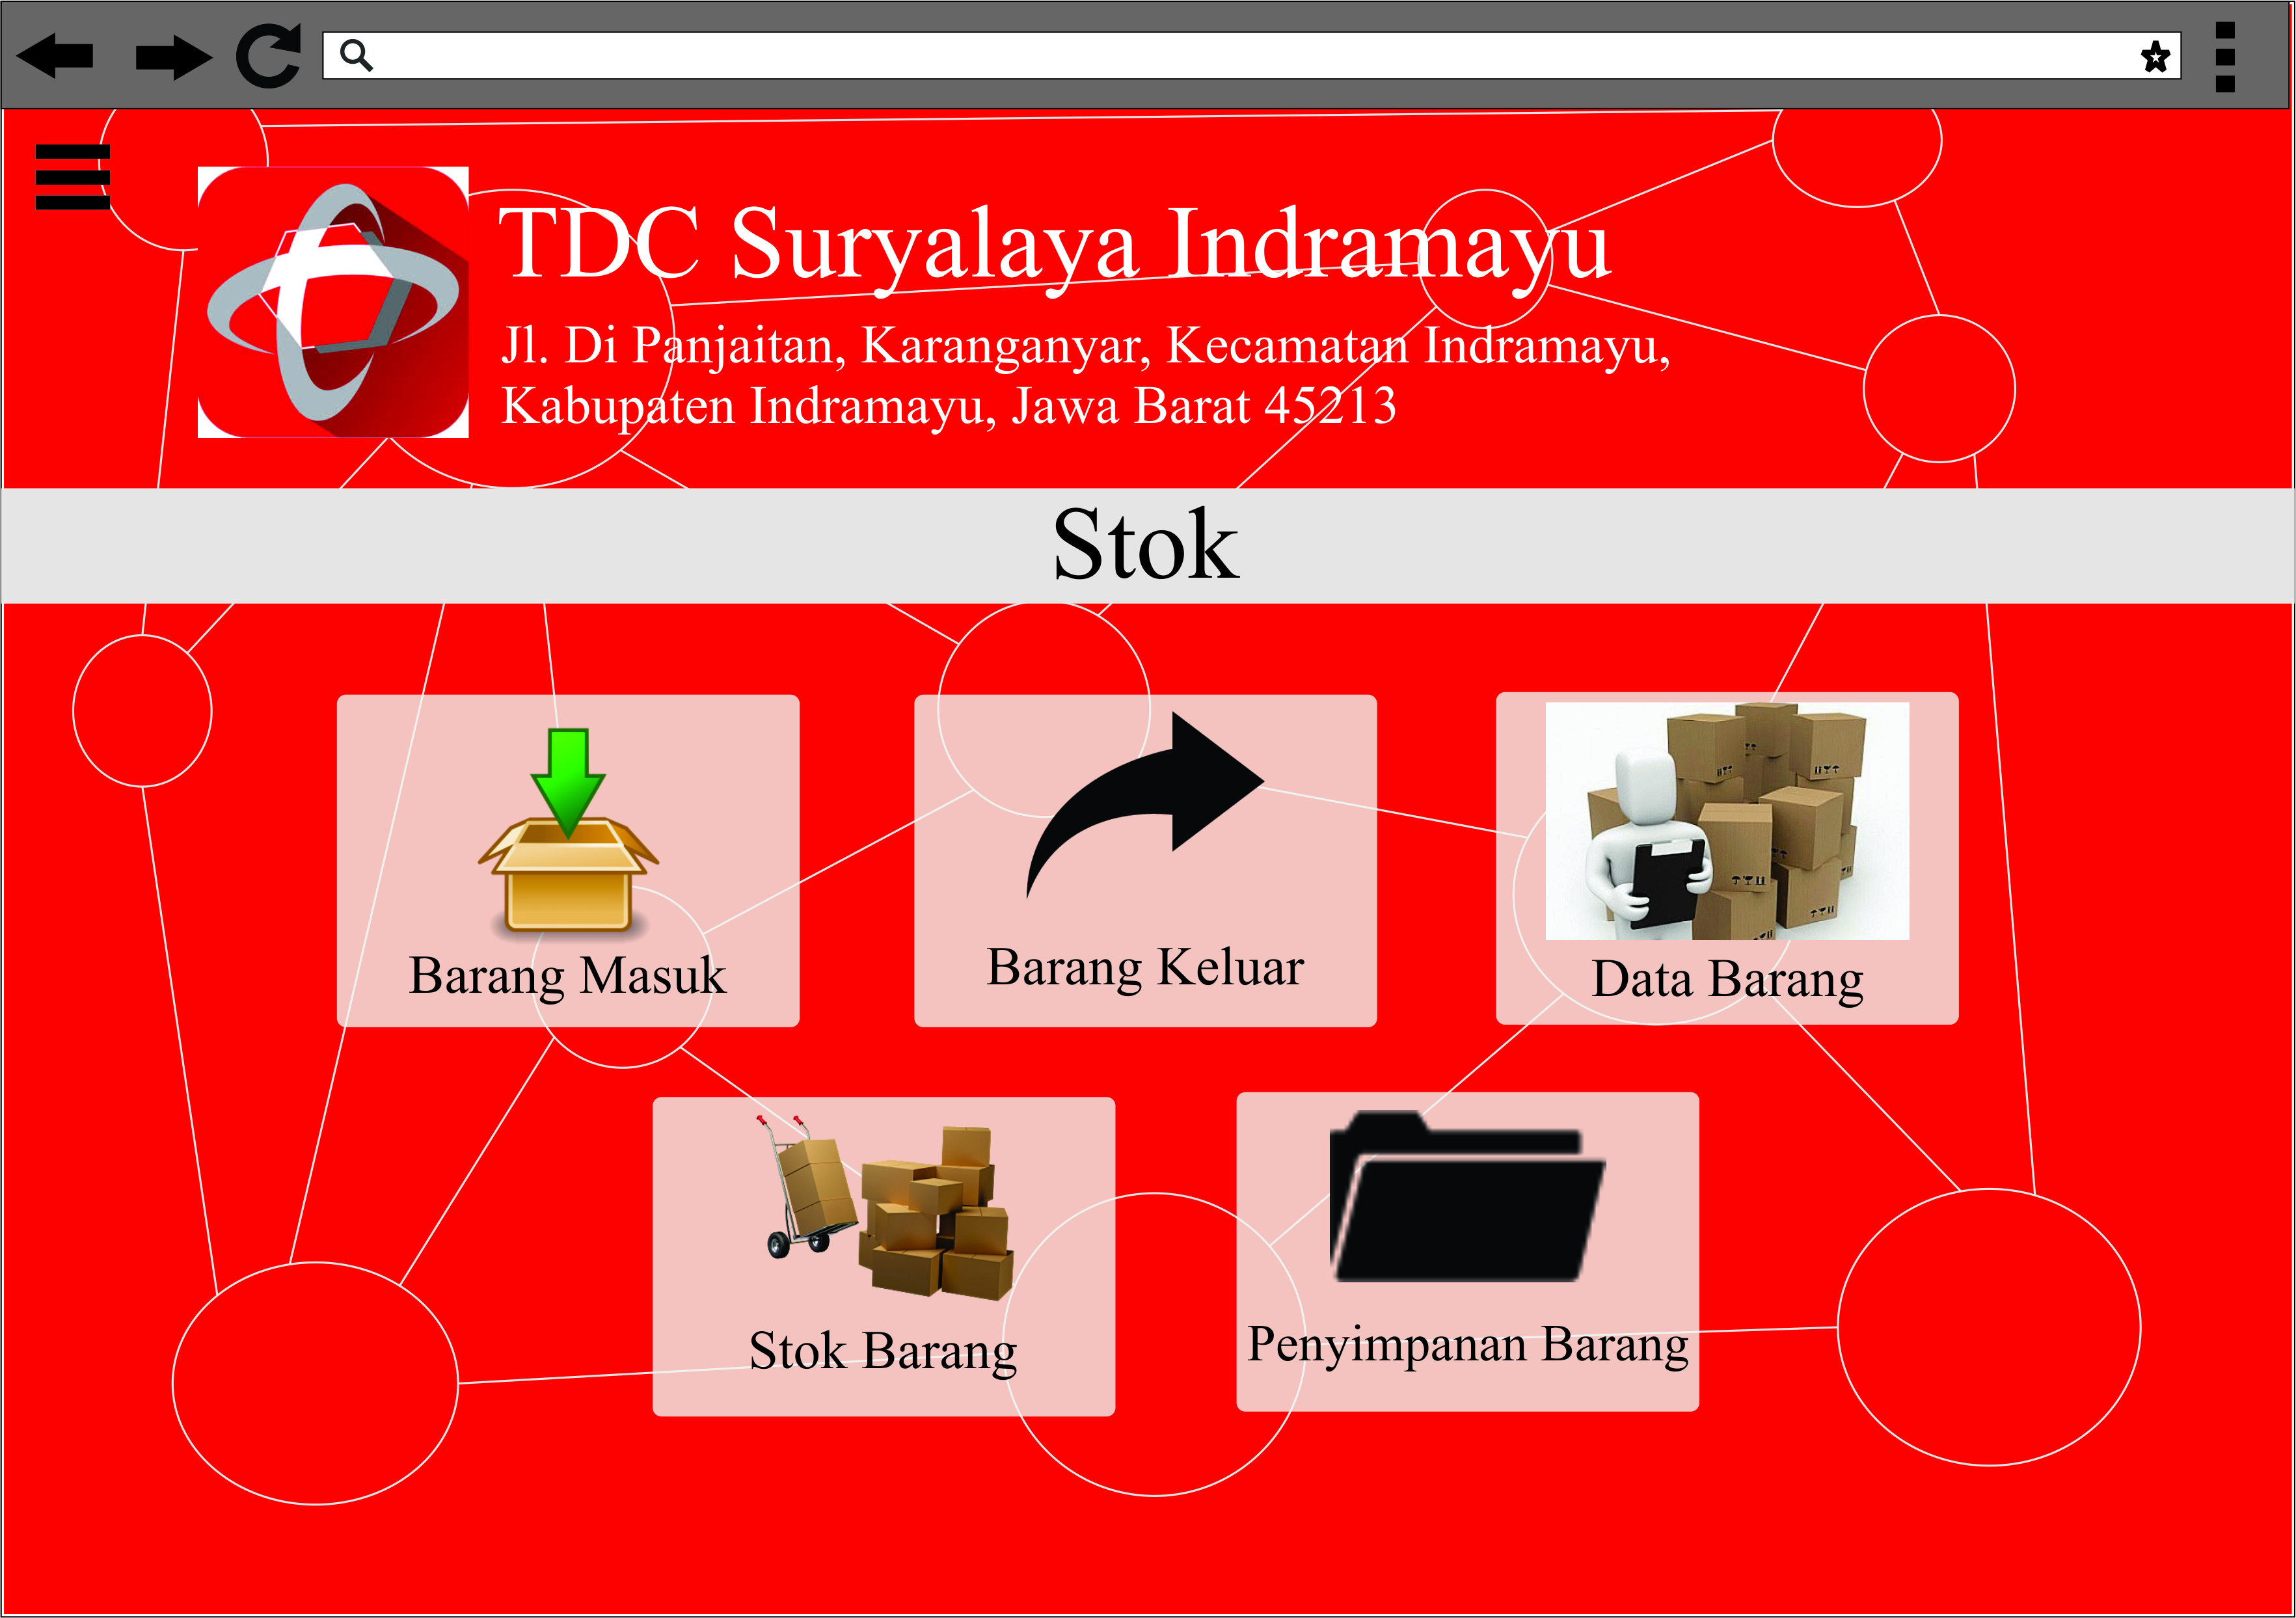 TDC Suryalaya Indramayu
Jl. Di Panjaitan, Karanganyar, Kecamatan Indramayu,
Kabupaten Indramayu, Jawa Barat 45213
Stok
Barang Masuk
Barang Keluar
Data Barang
Stok Barang
Penyimpanan Barang